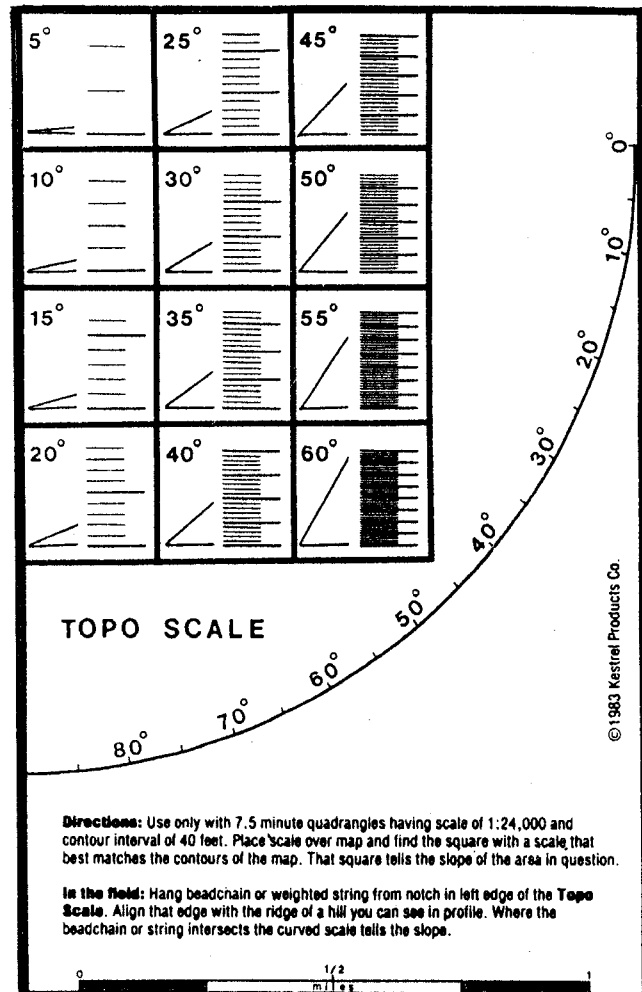 5° 25° 45°
10° 30° 50°
15° 35° 55°
20° 40° 60°
0°
10°
20°
30°
40°
50°
60°
70°
80°
TOPO SCALE
©1983 Kestrel Products Co.
Directions: Use only with 7.5 minute quadrangles having scale of 1:24,000 and
contour interval of 40 feet. Place scale over map and find the square with a scale that
best matches the contours of the map. That square tells the slope of the area in question.
In the field: Hang beadchain or weighted string from notch in left edge of the Topo
Scale. Align that edge with the ridge of a hill you can see in profile. Where the
beadchain or string intersects the curved scale tells the slope.
0 1/2 1
miles